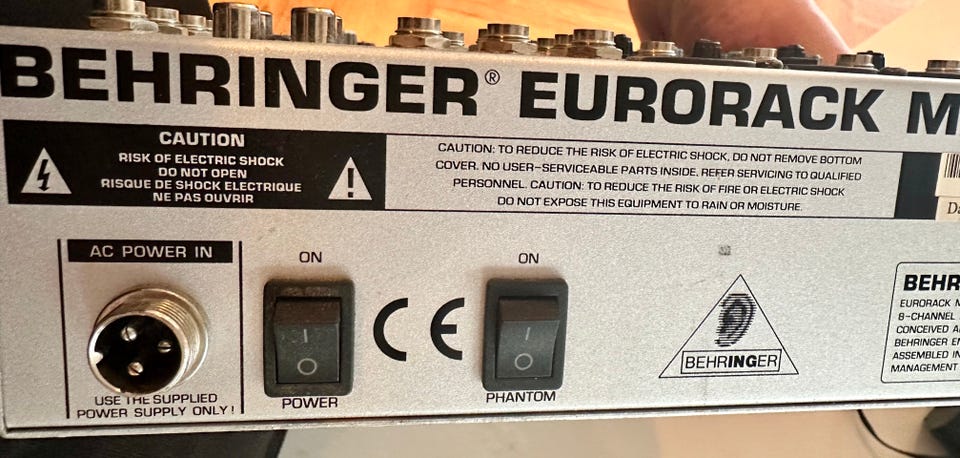 BEHRINGER® EURORACK M
CAUTION
RISK OF ELECTRIC SHOCK
DO NOT OPEN
RISQUE DE SHOCK ELECTRIQUE
NE PAS OUVRIR
CAUTION: TO REDUCE THE RISK OF ELECTRIC SHOCK, DO NOT REMOVE BOTTOM
COVER. NO USER-SERVICEABLE PARTS INSIDE. REFER SERVICING TO QUALIFIED
PERSONNEL. CAUTION: TO REDUCE THE RISK OF FIRE OR ELECTRIC SHOCK
DO NOT EXPOSE THIS EQUIPMENT TO RAIN OR MOISTURE.
Da
AC POWER IN
USE THE SUPPLIED
POWER SUPPLY ONLY!
ON
POWER
CE
ON
PHANTOM
BEHRINGER
BEHR
EURORACK M
8-CHANNEL
CONCEIVED A
BEHRINGER EN
ASSEMBLED IN
MANAGEMENT